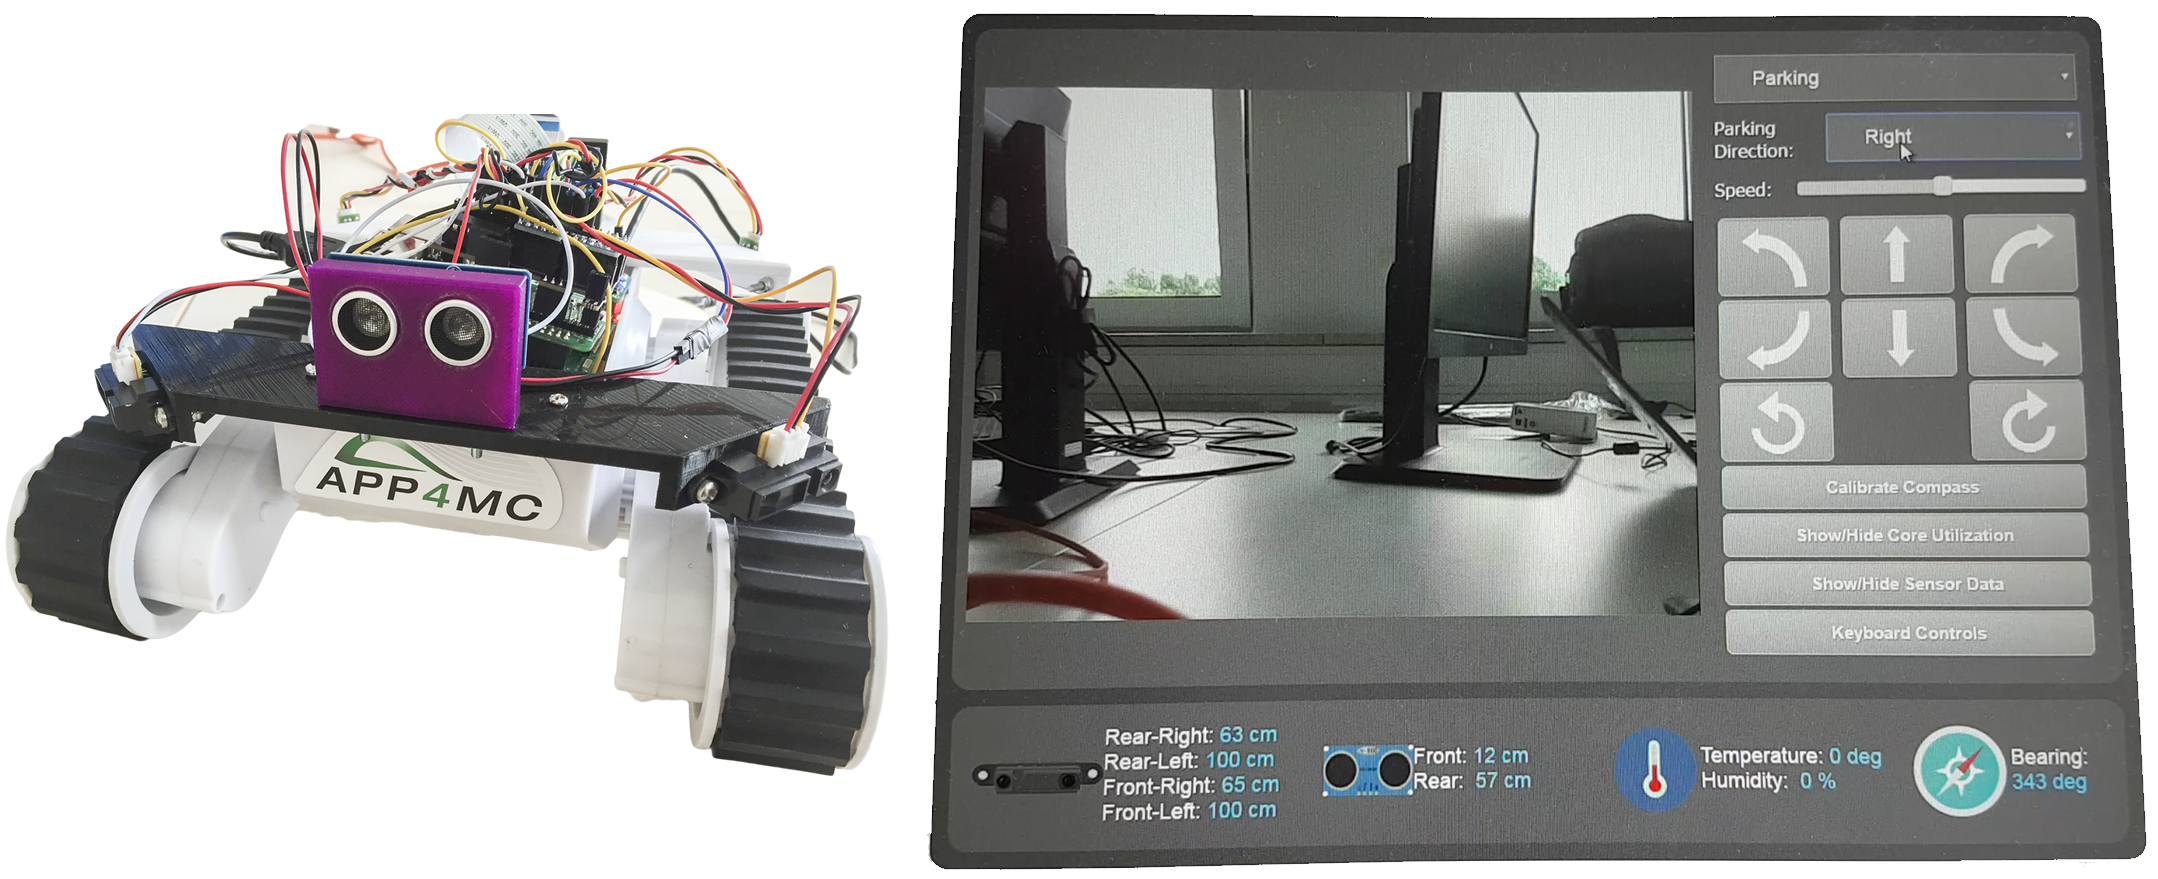 APP4MC
Parking
Parking
Direction:
Right
Speed:
Calibrate Compass
Show/Hide Core Utilization
Show/Hide Sensor Data
Keyboard Controls
Rear-Right: 63 cm
Rear-Left: 100 cm
Front-Right: 65 cm
Front-Left: 100 cm
Front: 12 cm
Rear: 57 cm
Temperature: 0 deg
Humidity: 0 %
Bearing:
343 deg